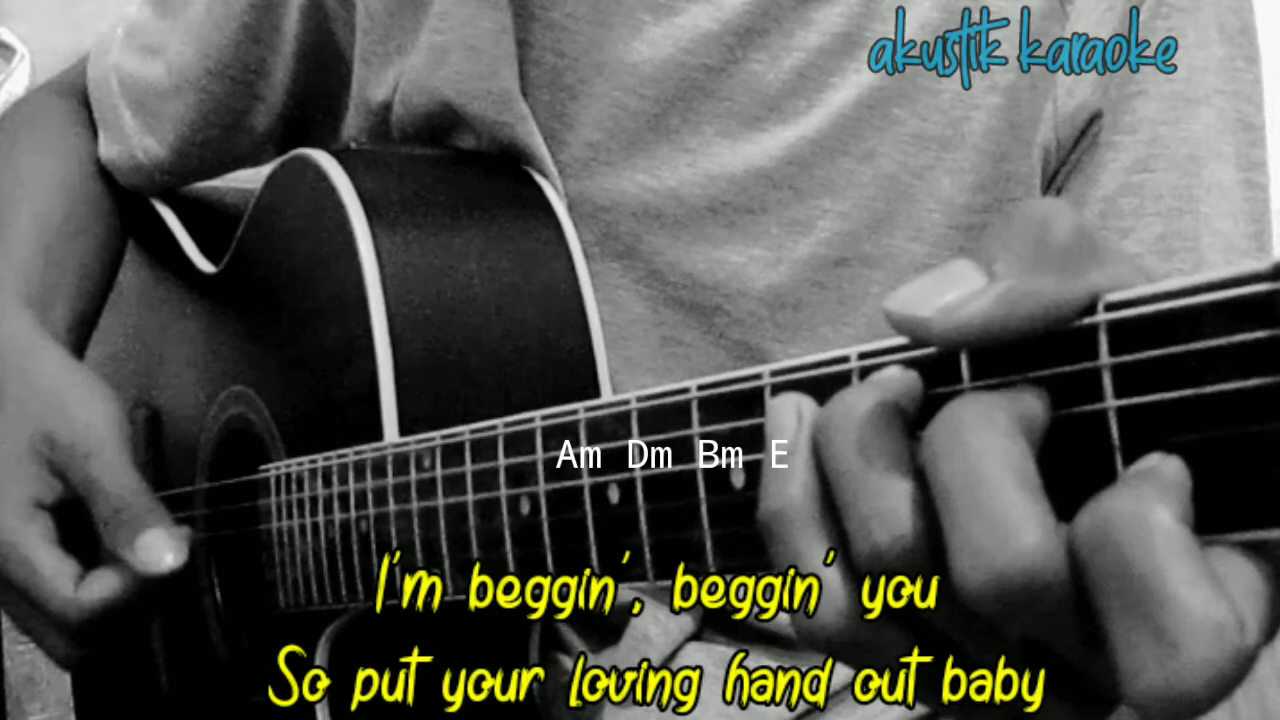 akustik karaoke
Am Dm Bm E
I'm beggin', beggin' you
So put your loving hand out baby